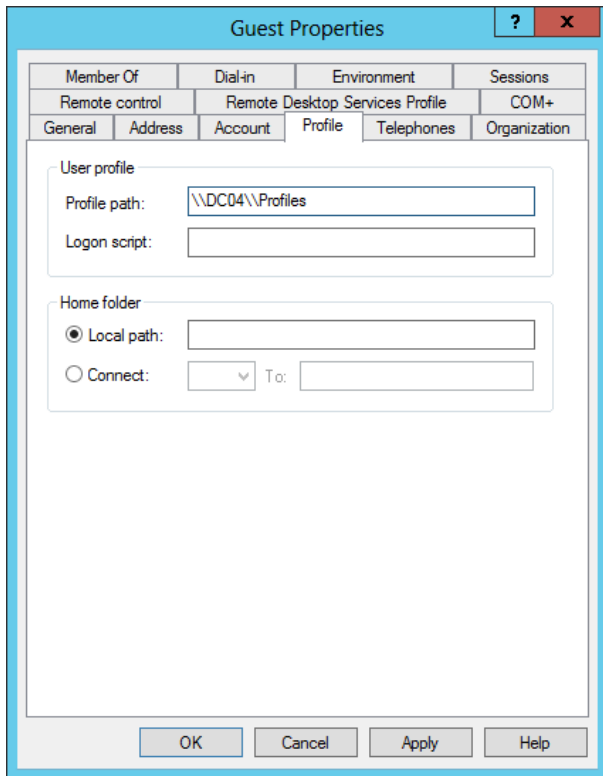 Guest Properties
? x
Member Of Dial-in Environment Sessions
Remote control Remote Desktop Services Profile COM+
General Address Account Profile Telephones Organization
User profile
Profile path: \\DC04\\Profiles
Logon script:
Home folder
Local path:
Connect: To:
OK Cancel Apply Help